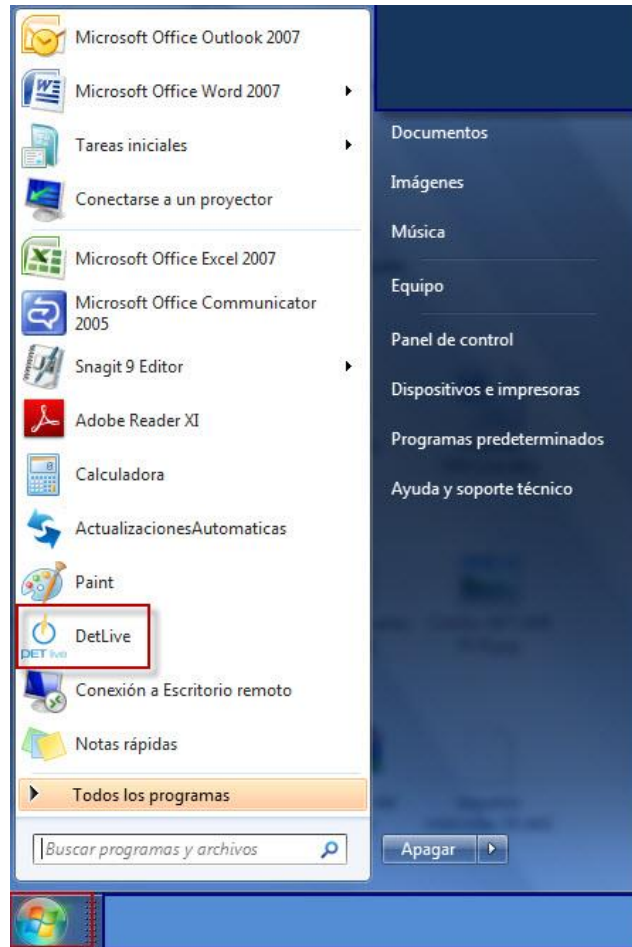 Microsoft Office Outlook 2007
Microsoft Office Word 2007
Tareas iniciales
Conectarse a un proyector
Microsoft Office Excel 2007
Microsoft Office Communicator
2005
Snagit 9 Editor
Adobe Reader XI
Calculadora
ActualizacionesAutomaticas
Paint
DetLive
DET live
Conexión a Escritorio remoto
Notas rápidas
Todos los programas
Buscar programas y archivos
Documentos
Imágenes
Música
Equipo
Panel de control
Dispositivos e impresoras
Programas predeterminados
Ayuda y soporte técnico
Apagar